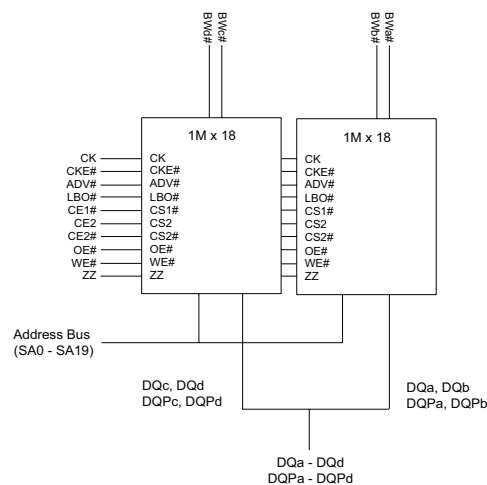 BWd#
BWc#
BWb#
BWa#
1M x 18
1M x 18
CK
CKE#
ADV#
LBO#
CE1#
CE2
CE2#
OE#
WE#
ZZ
CK
CKE#
ADV#
LBO#
CS1#
CS2
CS2#
OE#
WE#
ZZ
CK
CKE#
ADV#
LBO#
CS1#
CS2
CS2#
OE#
WE#
ZZ
Address Bus
(SA0 - SA19)
DQc, DQd
DQPc, DQPd
DQa, DQb
DQPa, DQPb
DQa - DQd
DQPa - DQPd